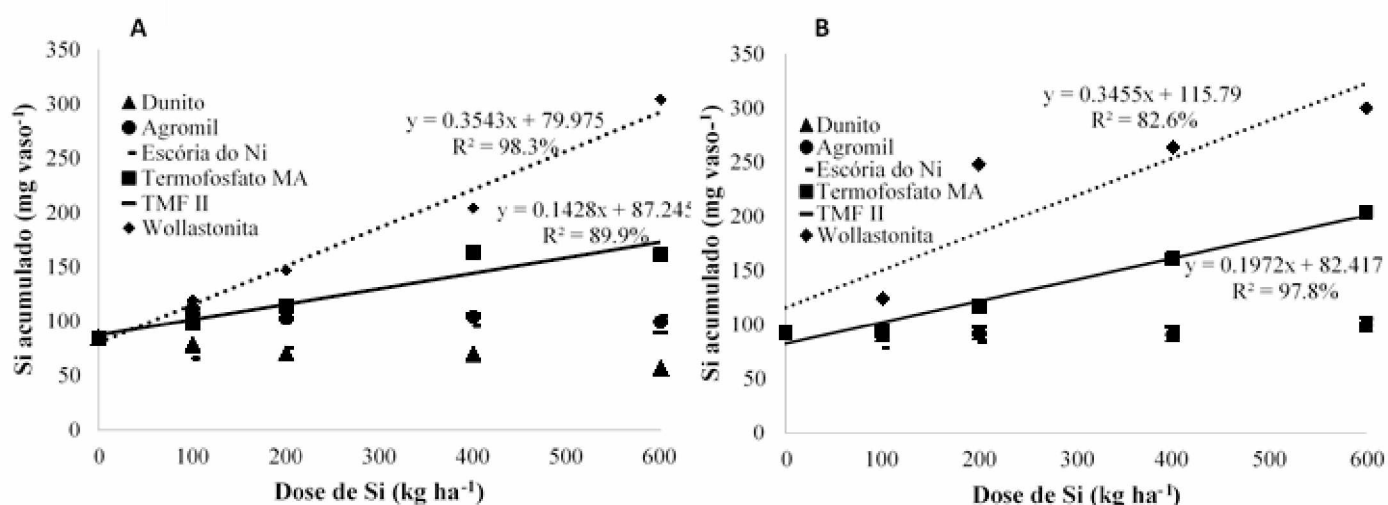 A
350
300
250
200
150
100
50
0
Si acumulado (mg vaso⁻¹)
Dunito
Agromil
Escória do Ni
Termofosfato MA
TMF II
Wollastonita
y = 0.3543x + 79.975
R² = 98.3%
y = 0.1428x + 87.245
R² = 89.9%
0 100 200 300 400 500 600
Dose de Si (kg ha⁻¹)
B
350
300
250
200
150
100
50
0
Si acumulado (mg vaso-¹)
Dunito
Agromil
Escória do Ni
Termofosfato MA
TMF II
Wollastonita
y = 0.3455x + 115.79
R² = 82.6%
y = 0.1972x + 82.417
R² = 97.8%
0 100 200 300 400 500 600
Dose de Si (kg ha⁻¹)